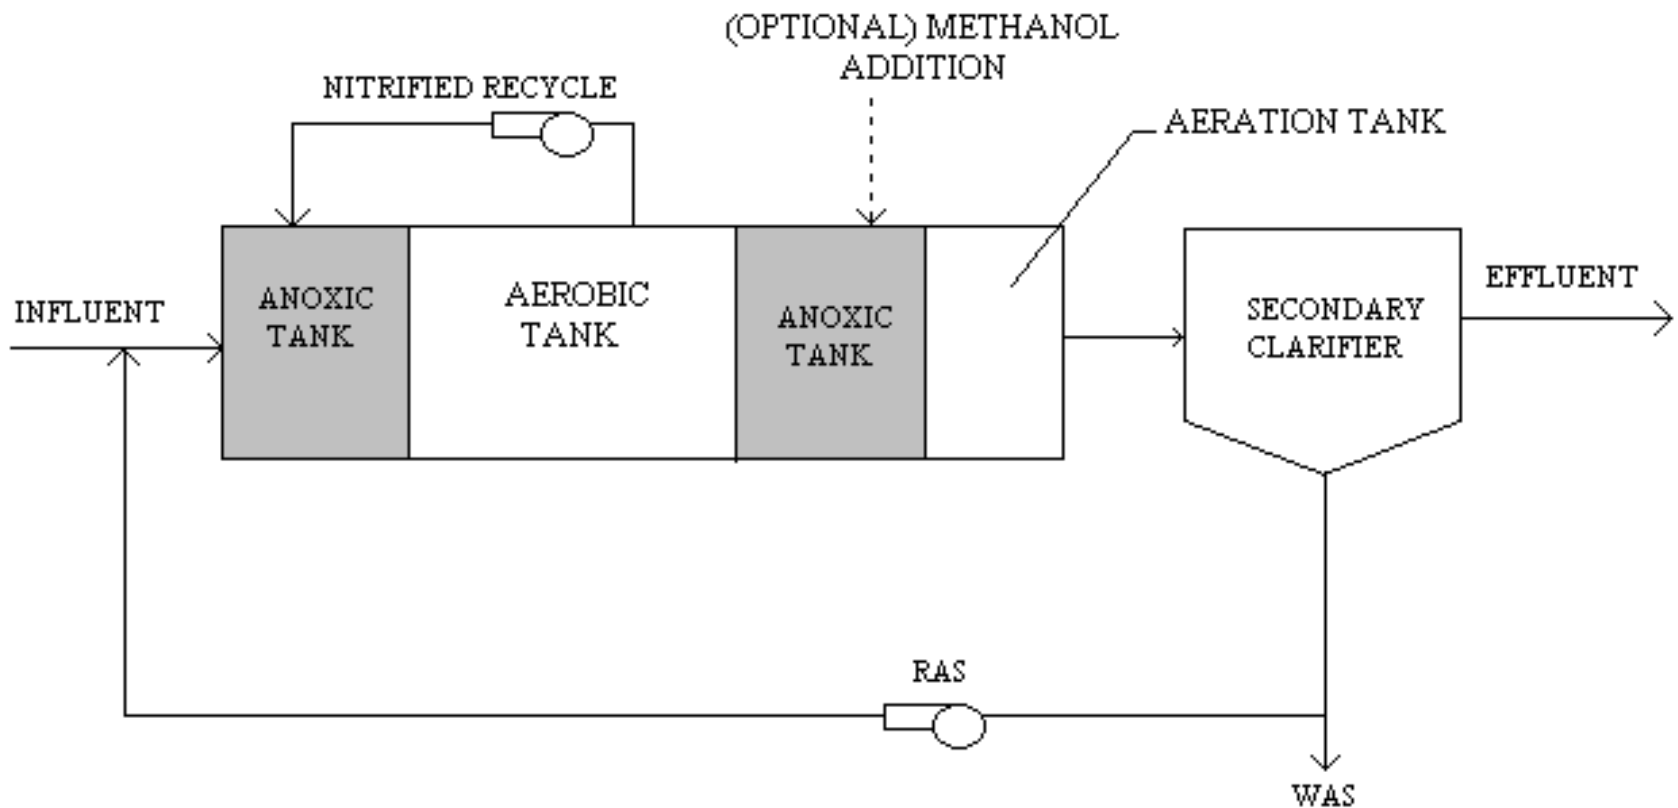 (OPTIONAL) METHANOL
ADDITION
NITRIFIED RECYCLE
AERATION TANK
INFLUENT
ANOXIC
TANK
AEROBIC
TANK
ANOXIC
TANK
SECONDARY
CLARIFIER
EFFLUENT
RAS
WAS